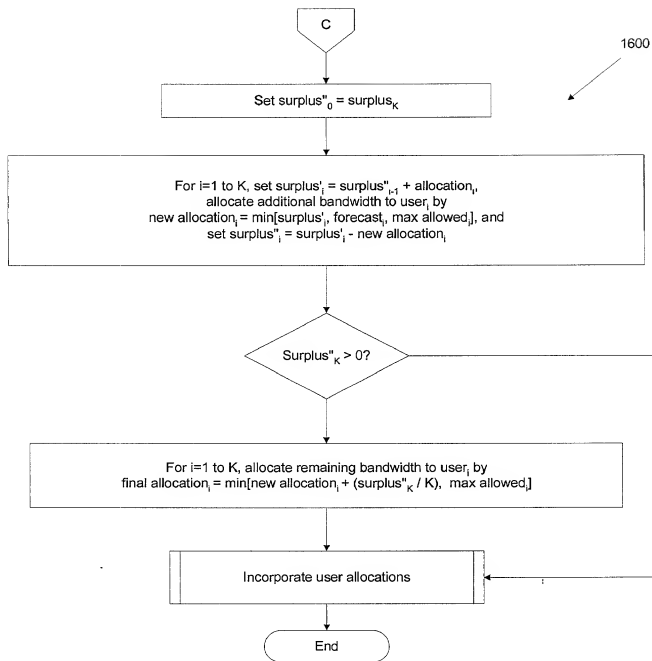 C
1600
Set surplus"₀ = surplusK
For i=1 to K, set surplus'ᵢ = surplus"ᵢ₋₁ + allocationᵢ,
allocate additional bandwidth to userᵢ by
new allocationᵢ = min[surplus'ᵢ, forecastᵢ, max allowedᵢ], and
set surplus"ᵢ = surplus'ᵢ - new allocationᵢ
Surplus"K > 0?
For i=1 to K, allocate remaining bandwidth to userᵢ by
final allocationᵢ = min[new allocationᵢ + (surplus"K / K), max allowedᵢ]
Incorporate user allocations
End